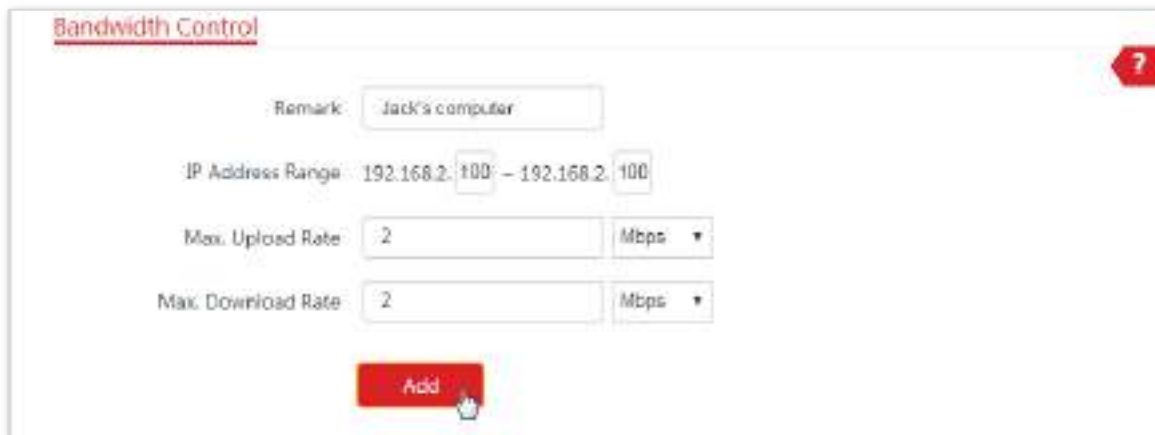 Bandwidth Control
?
Remark Jack's computer
IP Address Range 192.168.2. 100 – 192.168.2. 100
Max. Upload Rate 2 Mbps
Max. Download Rate 2 Mbps
Add